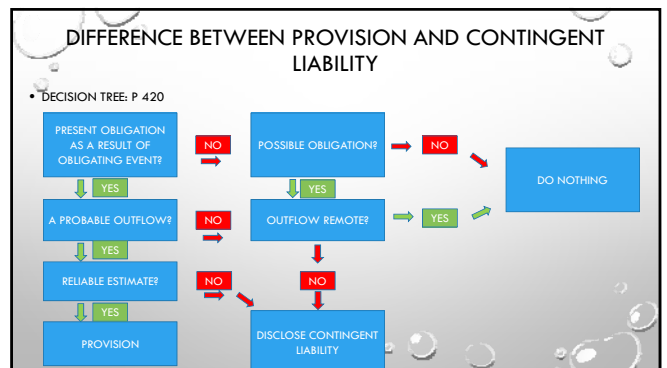 DIFFERENCE BETWEEN PROVISION AND CONTINGENT
LIABILITY
• DECISION TREE: P 420
PRESENT OBLIGATION
AS A RESULT OF
OBLIGATING EVENT?
NO
POSSIBLE OBLIGATION?
NO
DO NOTHING
YES
YES
A PROBABLE OUTFLOW?
NO
OUTFLOW REMOTE?
YES
YES
RELIABLE ESTIMATE?
NO
NO
YES
PROVISION
DISCLOSE CONTINGENT
LIABILITY